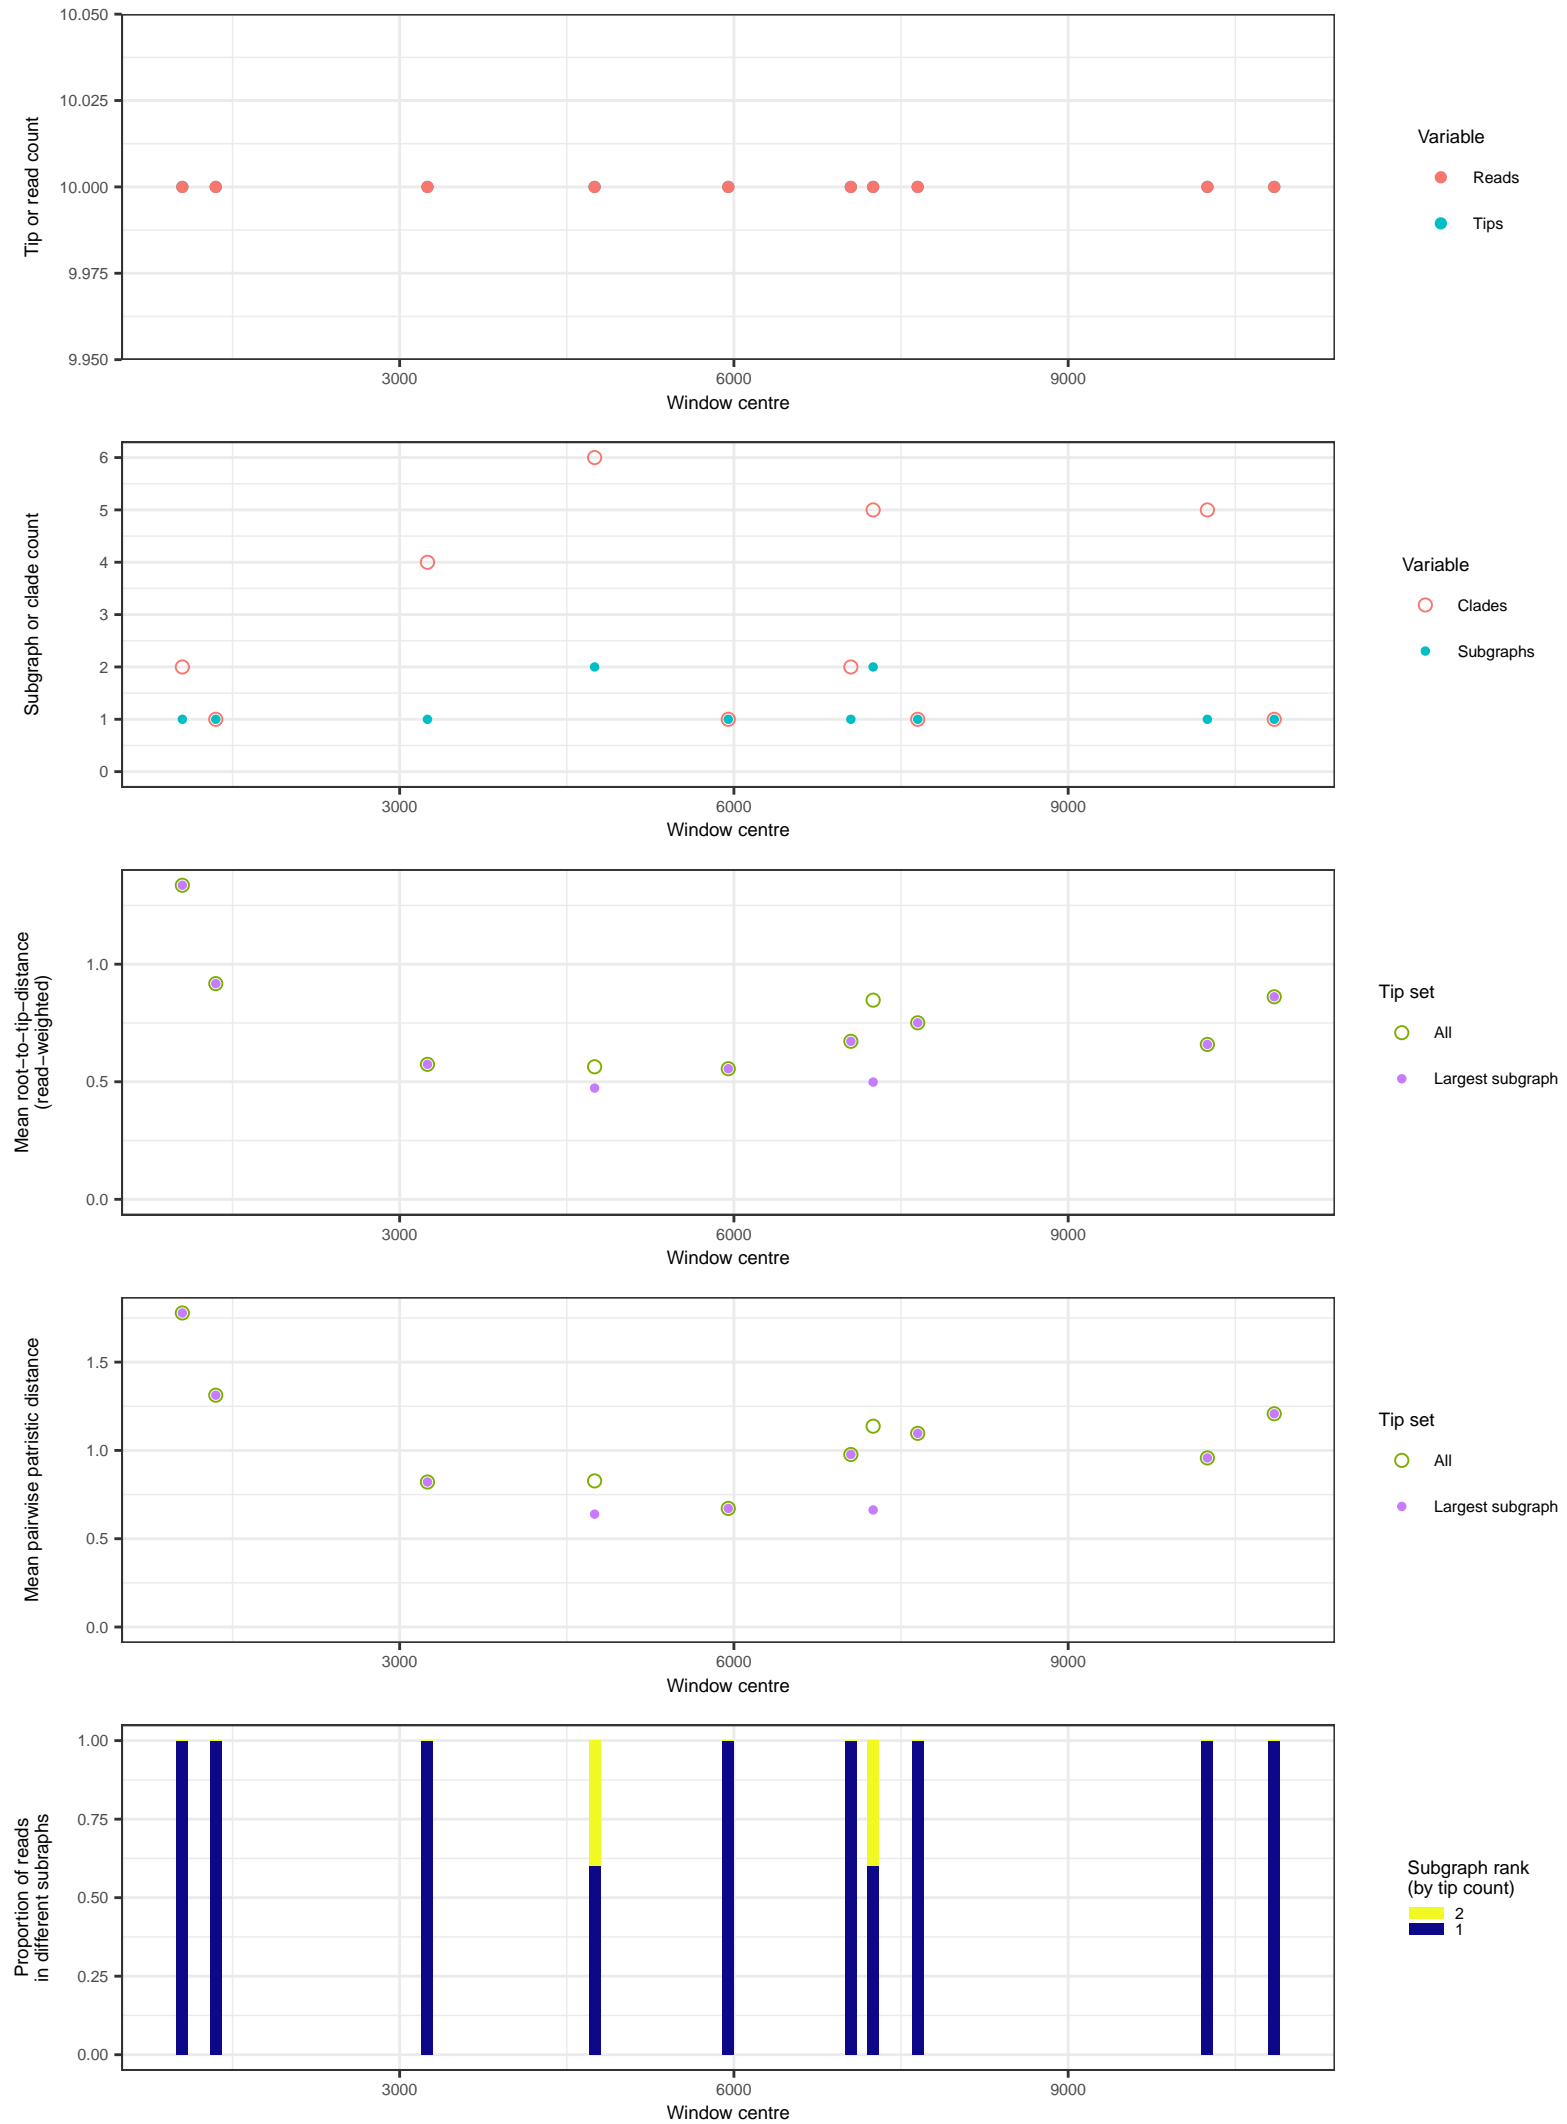 10.050
10.025
10.000
9.975
9.950
Tip or read count
3000
6000
9000
Window centre
Variable
Reads
Tips
6
5
4
3
2
1
0
Subgraph or clade count
3000
6000
9000
Window centre
Variable
Clades
Subgraphs
1.0
0.5
0.0
Mean root−to−tip−distance
(read−weighted)
3000
6000
9000
Window centre
Tip set
All
Largest subgraph
1.5
1.0
0.5
0.0
Mean pairwise patristic distance
3000
6000
9000
Window centre
Tip set
All
Largest subgraph
1.00
0.75
0.50
0.25
0.00
Proportion of reads
in different subraphs
3000
6000
9000
Window centre
Subgraph rank
(by tip count)
2
1